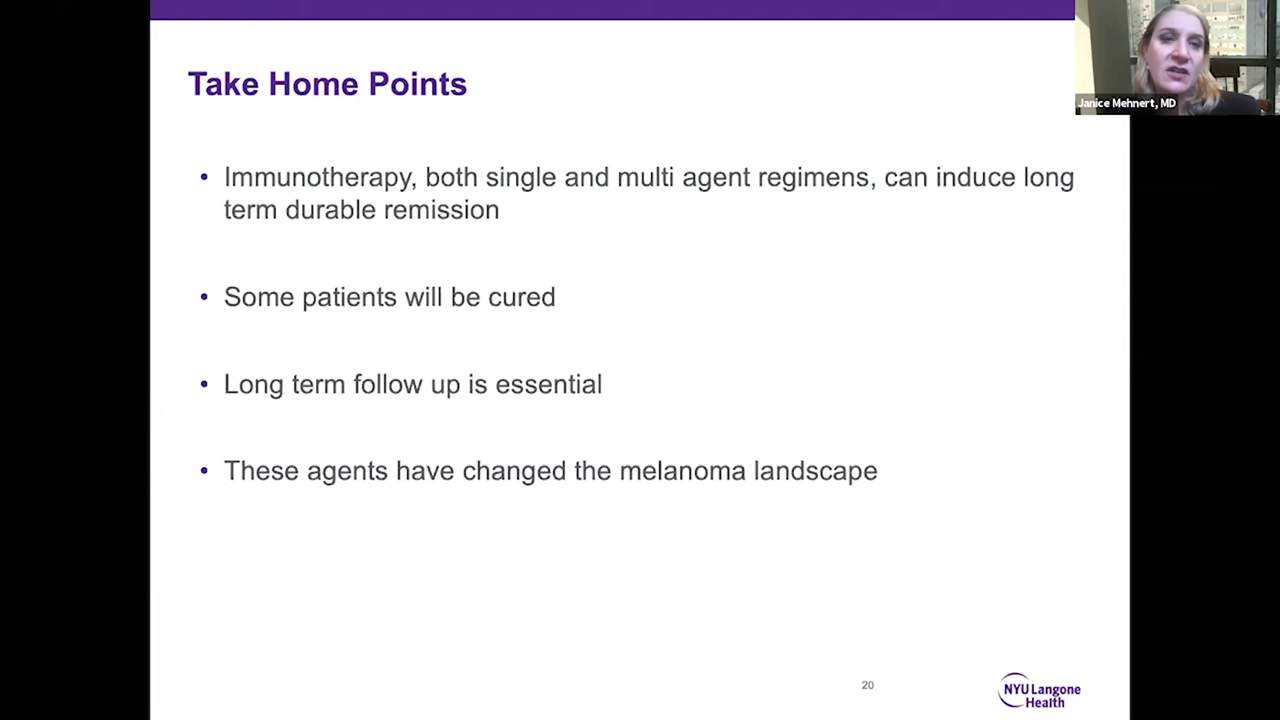 Take Home Points
Janice Mehnert, MD
• Immunotherapy, both single and multi agent regimens, can induce long
term durable remission
• Some patients will be cured
• Long term follow up is essential
• These agents have changed the melanoma landscape
20
NYU Langone
Health